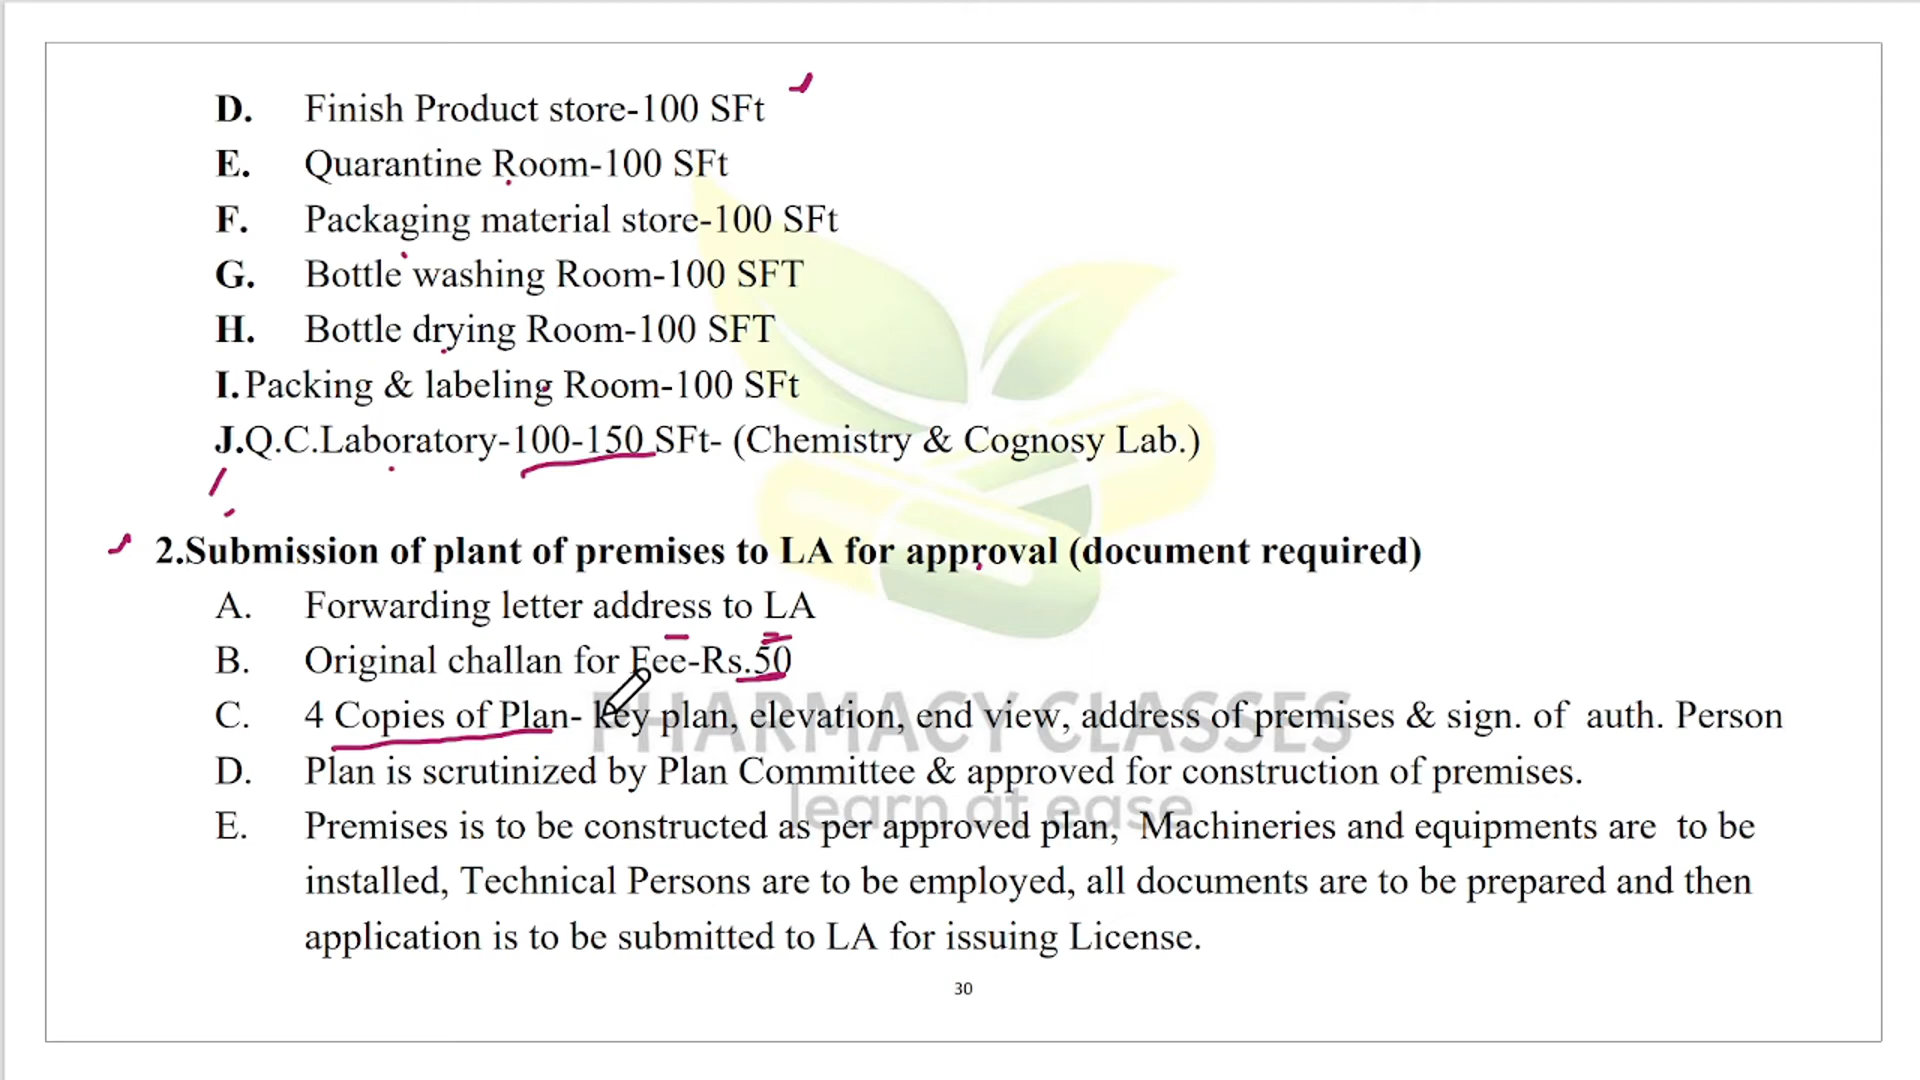 D. Finish Product store-100 SFt
E. Quarantine Room-100 SFt
F. Packaging material store-100 SFt
G. Bottle washing Room-100 SFT
H. Bottle drying Room-100 SFT
I.Packing & labeling Room-100 SFt
J.Q.C.Laboratory-100-150 SFt- (Chemistry & Cognosy Lab.)
2.Submission of plant of premises to LA for approval (document required)
A. Forwarding letter address to LA
B. Original challan for Fee-Rs.50
C. 4 Copies of Plan- key plan, elevation, end view, address of premises & sign. of auth. Person
PHARMACY CLASSES
D. Plan is scrutinized by Plan Committee & approved for construction of premises.
learn at ease
E. Premises is to be constructed as per approved plan, Machineries and equipments are to be
installed, Technical Persons are to be employed, all documents are to be prepared and then
application is to be submitted to LA for issuing License.
30